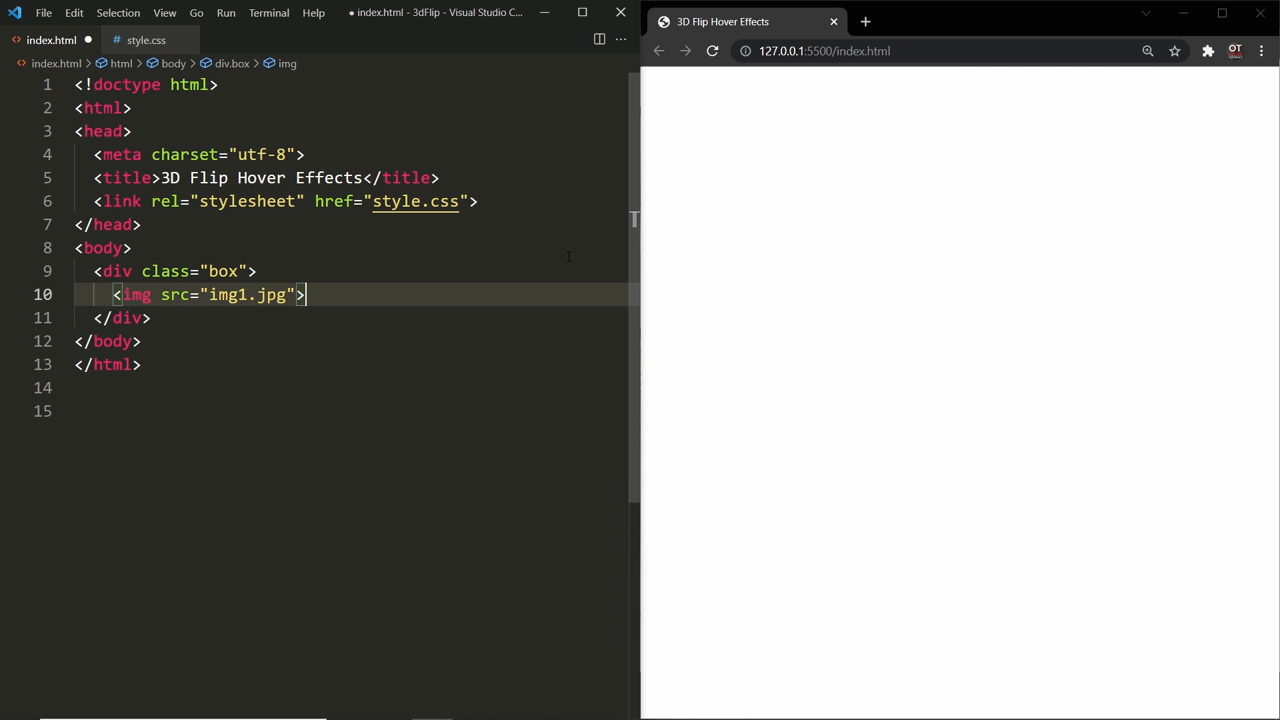 File Edit Selection View Go Run Terminal Help ● index.html - 3dFlip - Visual Studio C...
index.html ● # style.css
index.html > html > body > div.box > img
1 <!doctype html>
2 <html>
3 <head>
4 <meta charset="utf-8">
5 <title>3D Flip Hover Effects</title>
6 <link rel="stylesheet" href="style.css">
7 </head>
8 <body>
9 <div class="box">
10 <img src="img1.jpg">
11 </div>
12 </body>
13 </html>
14
15
3D Flip Hover Effects
127.0.0.1:5500/index.html
OT